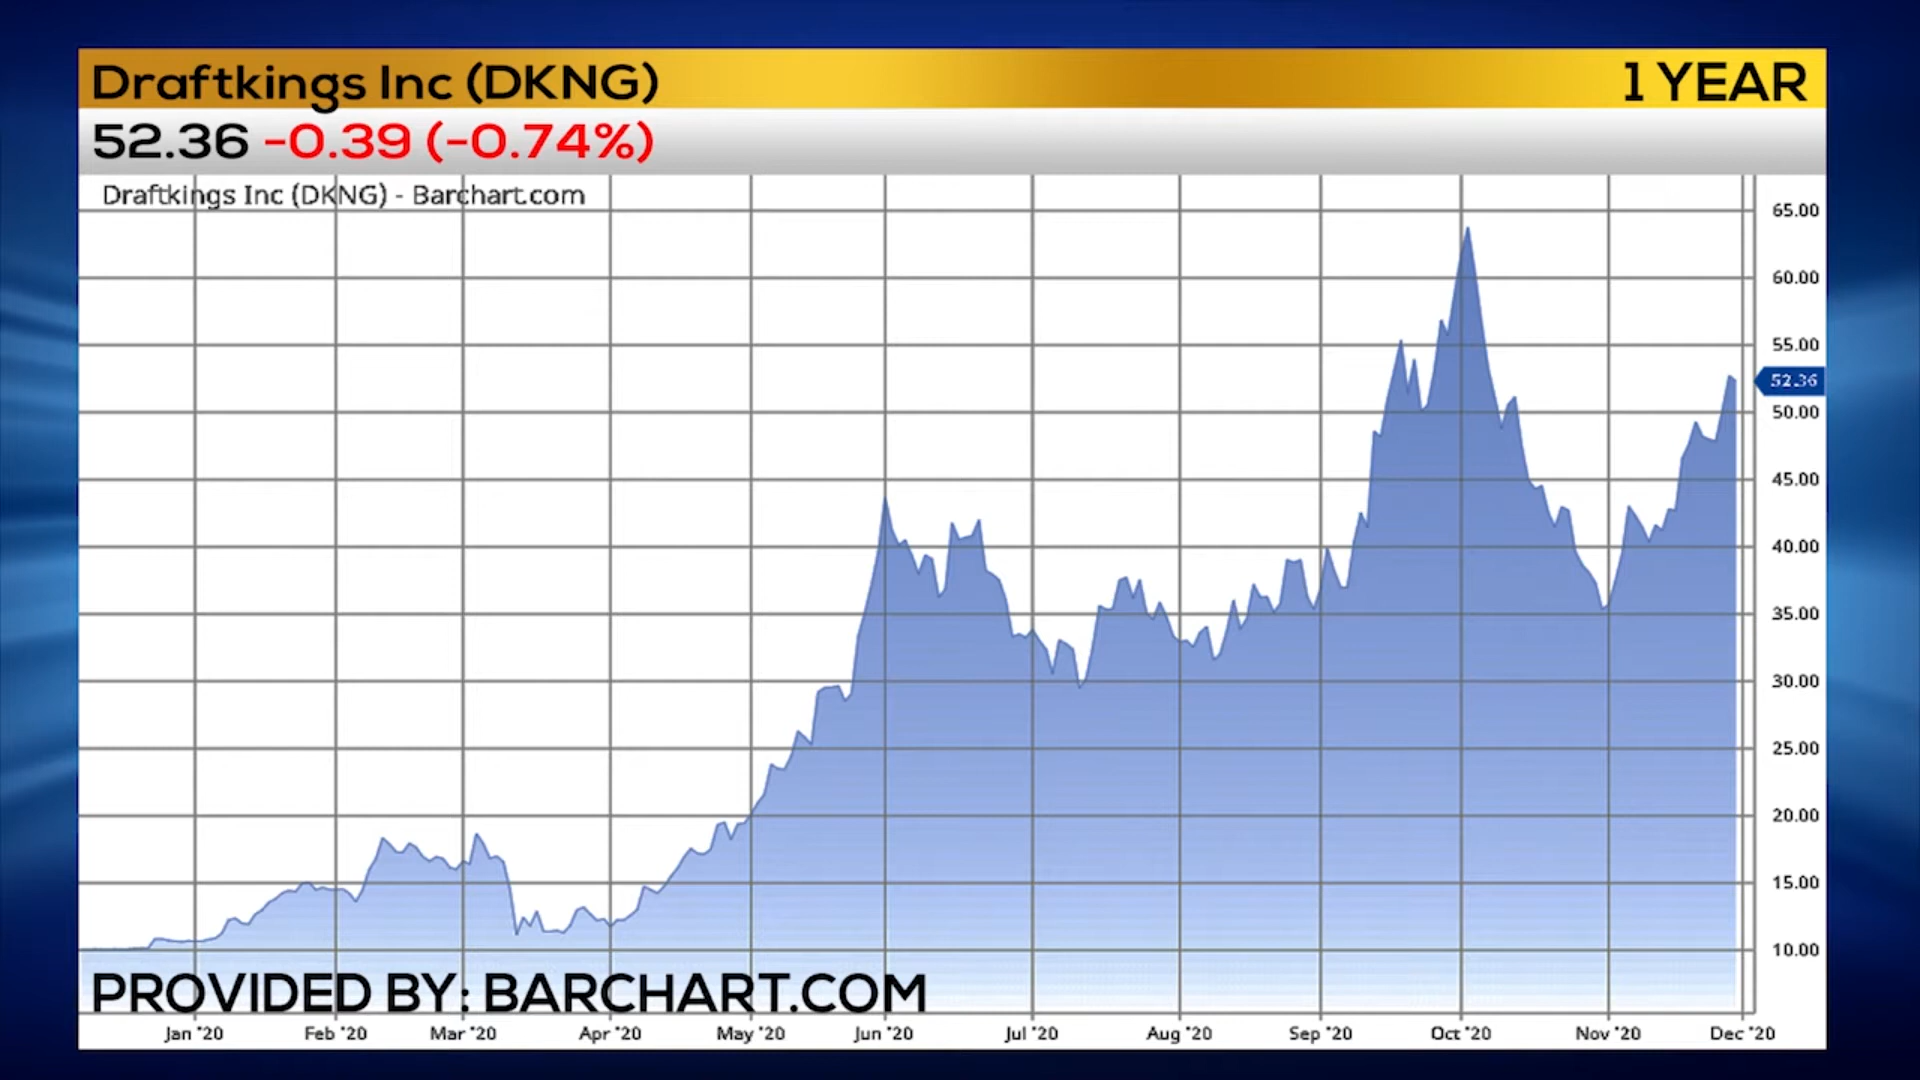 Draftkings Inc (DKNG) 1 YEAR
52.36 -0.39 (-0.74%)
Draftkings Inc (DKNG) - Barchart.com
65.00
60.00
55.00
52.36
50.00
45.00
40.00
35.00
30.00
25.00
20.00
15.00
10.00
PROVIDED BY: BARCHART.COM
Jan '20 Feb '20 Mar '20 Apr '20 May '20 Jun '20 Jul '20 Aug '20 Sep '20 Oct '20 Nov '20 Dec '20